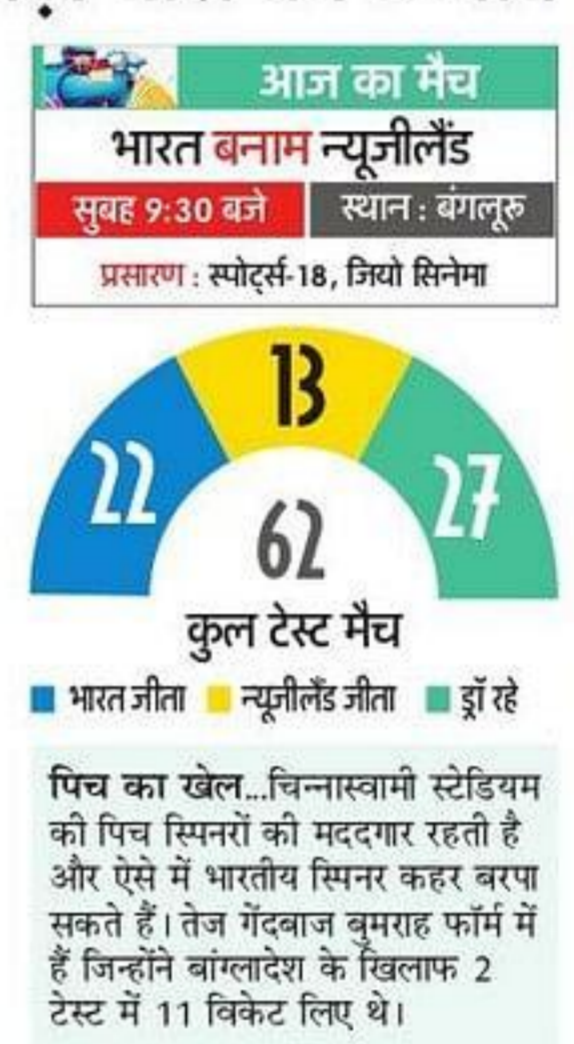 आज का मैच
भारत बनाम न्यूजीलैंड
सुबह 9:30 बजे
स्थान : बंगलूरु
प्रसारण : स्पोर्ट्स-18, जियो सिनेमा
22
13
27
62
कुल टेस्ट मैच
भारत जीता न्यूजीलैंड जीता ड्रॉ रहे
पिच का खेल...चिन्नास्वामी स्टेडियम
की पिच स्पिनरों की मददगार रहती है
और ऐसे में भारतीय स्पिनर कहर बरपा
सकते हैं। तेज गेंदबाज बुमराह फॉर्म में
हैं जिन्होंने बांग्लादेश के खिलाफ 2
टेस्ट में 11 विकेट लिए थे।